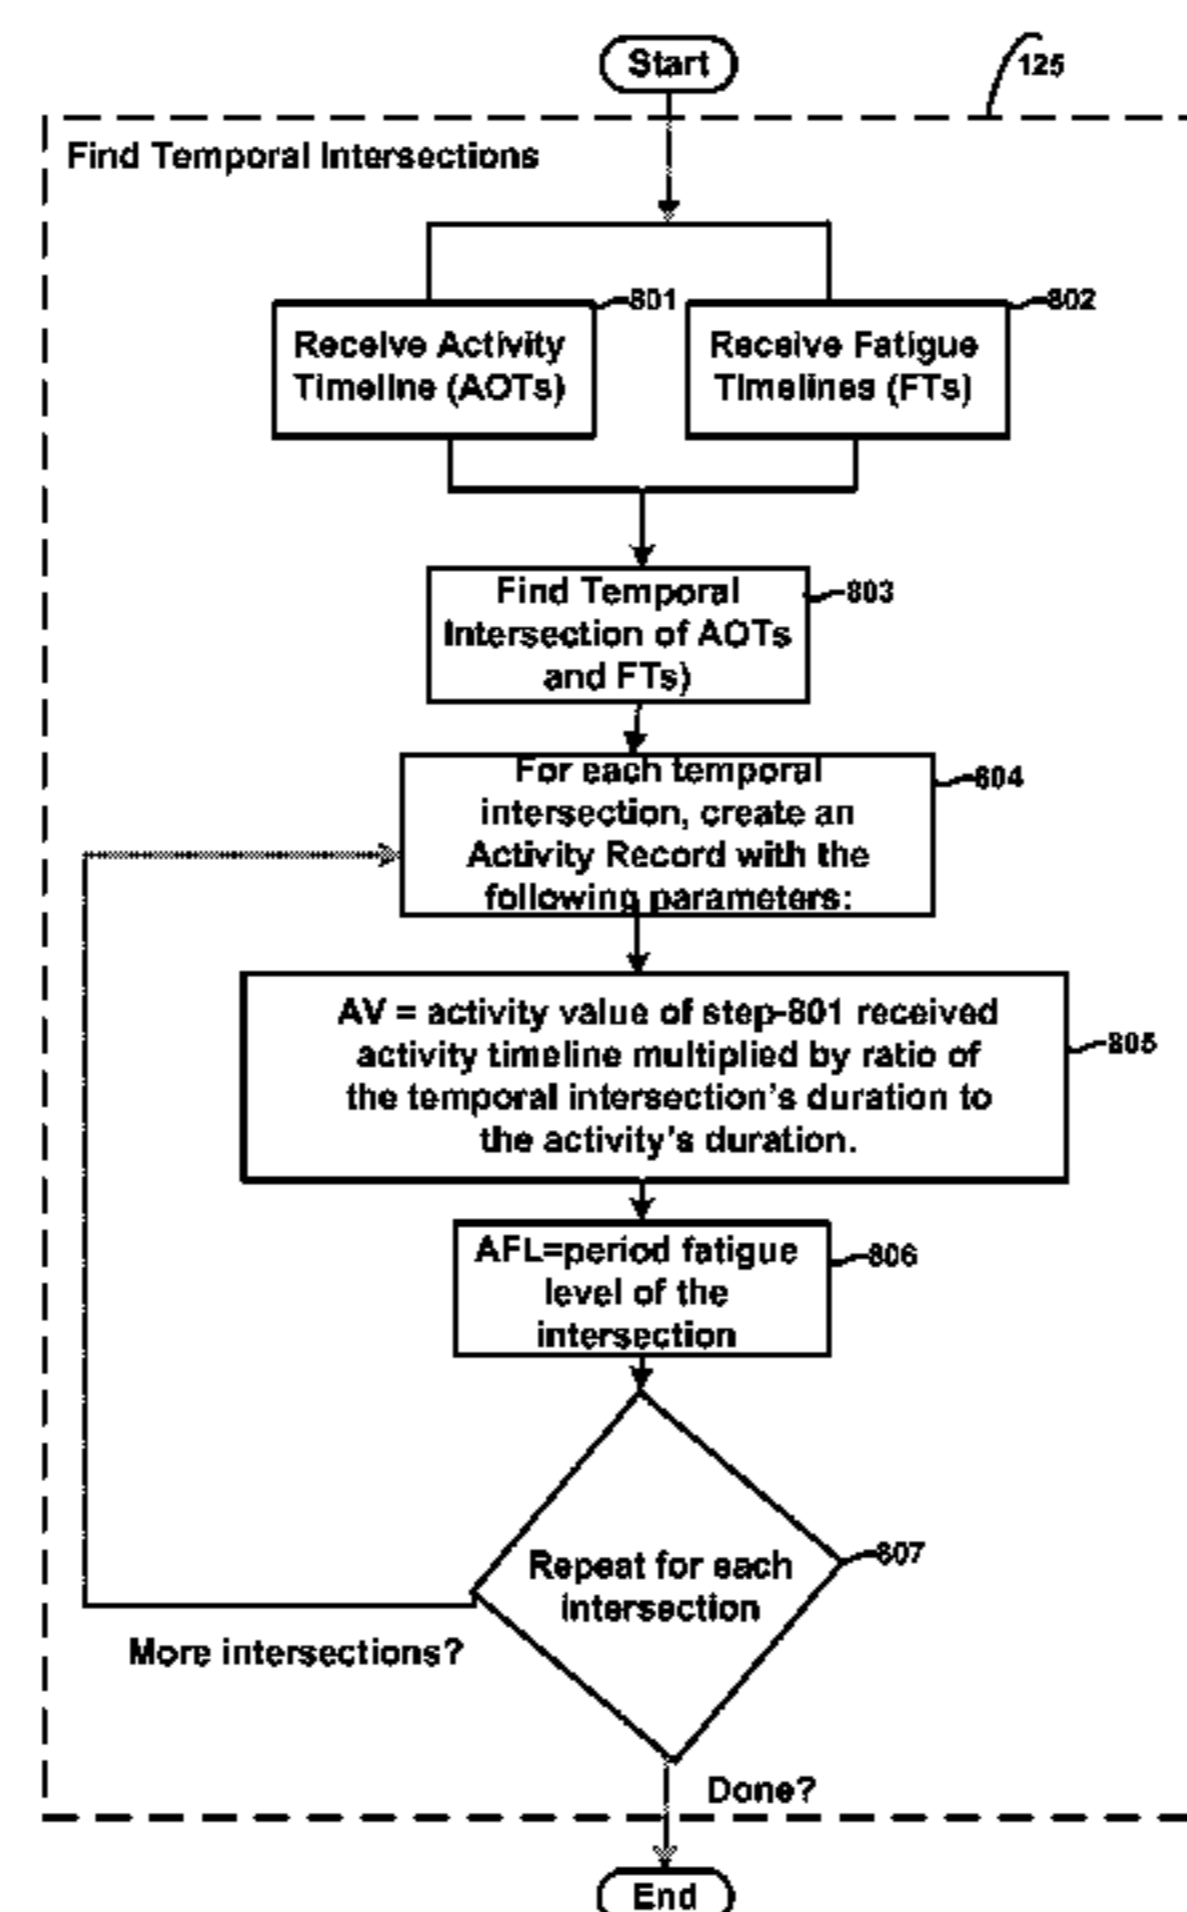 Start
125
Find Temporal Intersections
801
802
Receive Activity
Timeline (AOTs)
Receive Fatigue
Timelines (FTs)
803
Find Temporal
Intersection of AOTs
and FTs)
804
For each temporal
intersection, create an
Activity Record with the
following parameters:
AV = activity value of step-801 received
activity timeline multiplied by ratio of
the temporal intersection's duration to
the activity's duration.
805
AFL=period fatigue
level of the
intersection
806
Repeat for each
intersection
807
More intersections?
Done?
End